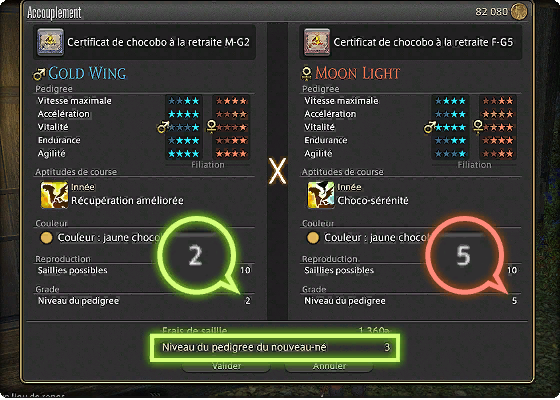 Accouplement
82 080
Certificat de chocobo à la retraite M-G2
GOLD WING
Pedigree
Vitesse maximale
Accélération
Vitalité
Endurance
Agilité
Filiation
Aptitudes de course
Innée
Récupération améliorée
Couleur
Couleur : jaune choco
2
Reproduction
Saillies possibles 10
Grade
Niveau du pedigree 2
X
Certificat de chocobo à la retraite F-G5
MOON LIGHT
Pedigree
Vitesse maximale
Accélération
Vitalité
Endurance
Agilité
Filiation
Aptitudes de course
Innée
Choco-sérénité
Couleur
Couleur : jaune choco
5
Reproduction
Saillies possibles 10
Grade
Niveau du pedigree 5
Frais de saillie 1 360
Niveau du pedigree du nouveau-né 3
Valider Annuler